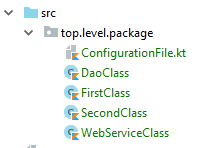 src
top.level.package
ConfigurationFile.kt
DaoClass
FirstClass
SecondClass
WebServiceClass